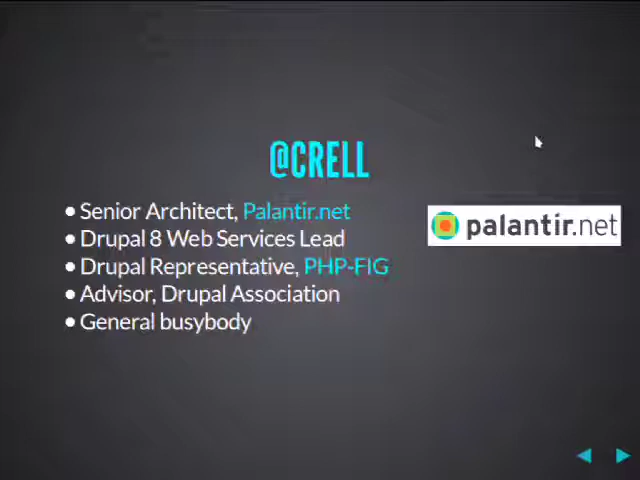 @CRELL
● Senior Architect, Palantir.net
● Drupal 8 Web Services Lead
● Drupal Representative, PHP-FIG
● Advisor, Drupal Association
● General busybody
palantir.net